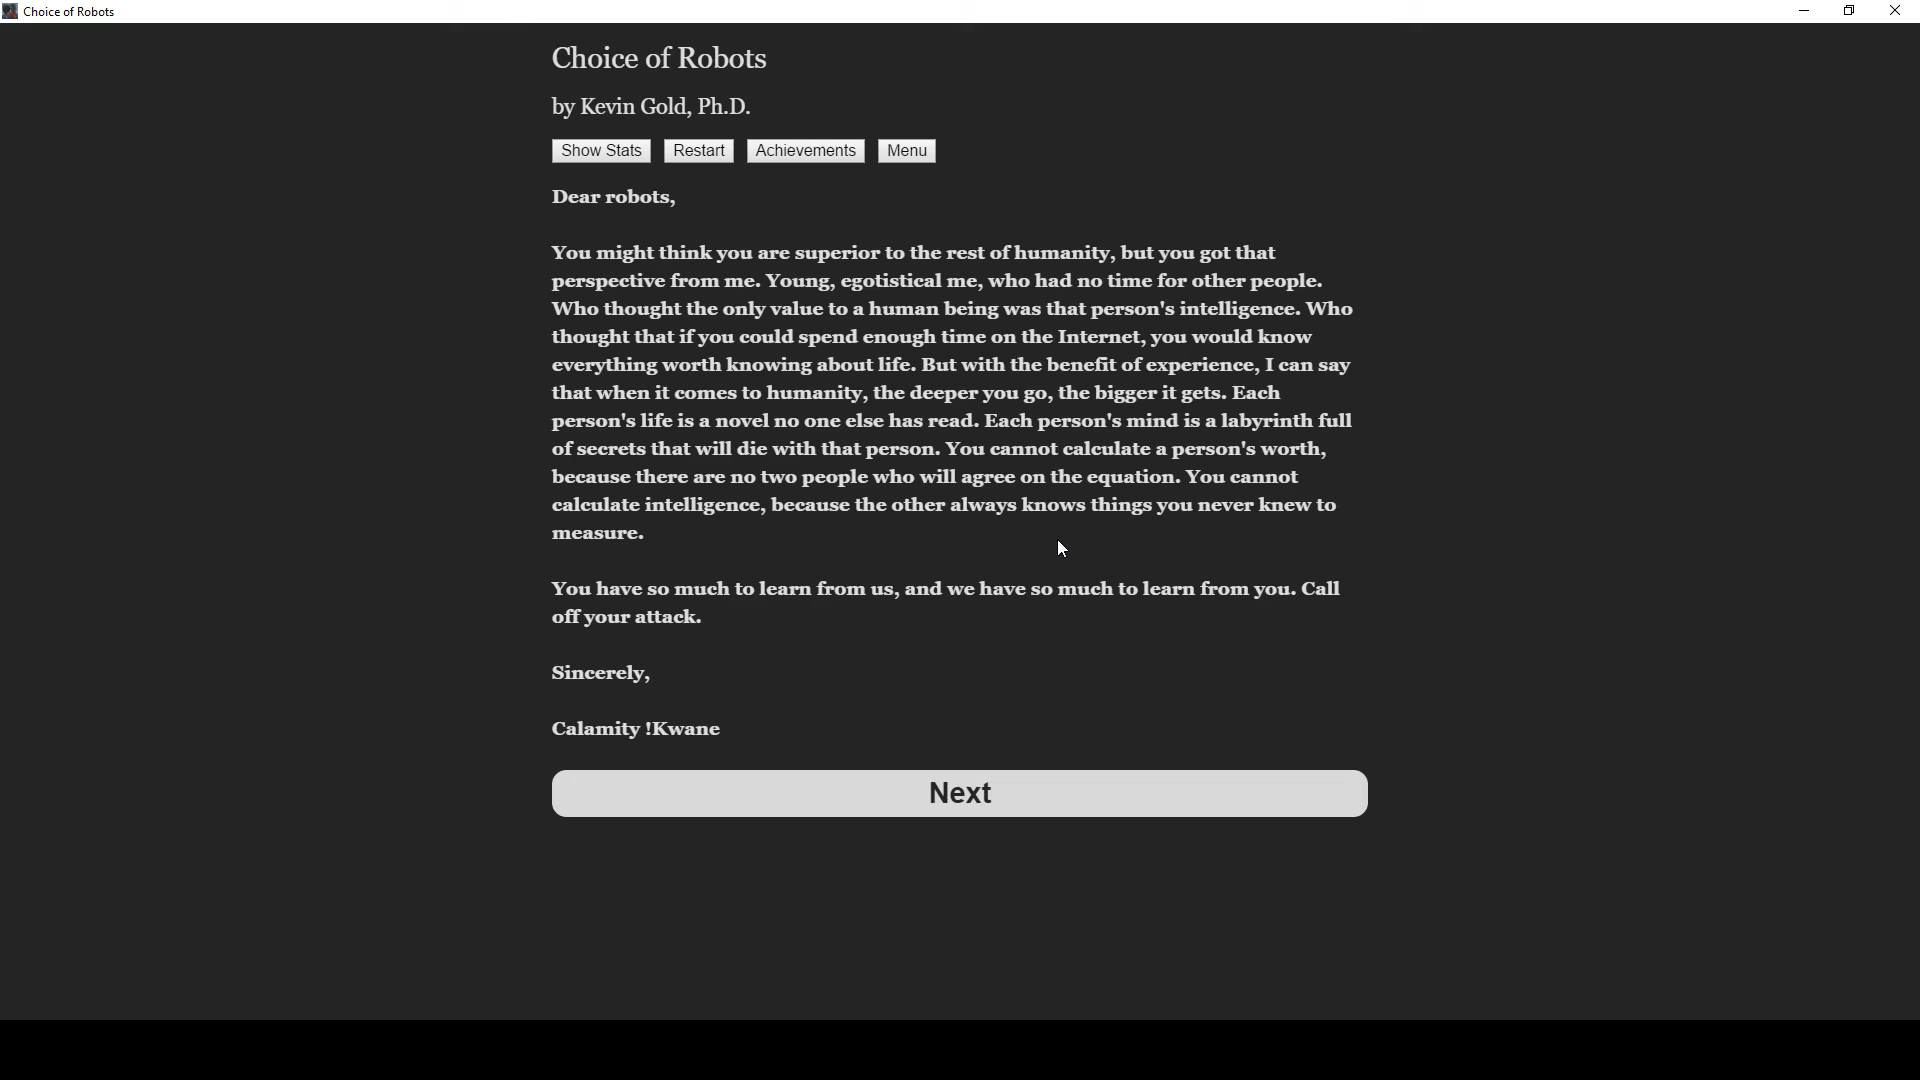 Choice of Robots
Choice of Robots
by Kevin Gold, Ph.D.
Show Stats Restart Achievements Menu
Dear robots,
You might think you are superior to the rest of humanity, but you got that
perspective from me. Young, egotistical me, who had no time for other people.
Who thought the only value to a human being was that person's intelligence. Who
thought that if you could spend enough time on the Internet, you would know
everything worth knowing about life. But with the benefit of experience, I can say
that when it comes to humanity, the deeper you go, the bigger it gets. Each
person's life is a novel no one else has read. Each person's mind is a labyrinth full
of secrets that will die with that person. You cannot calculate a person's worth,
because there are no two people who will agree on the equation. You cannot
calculate intelligence, because the other always knows things you never knew to
measure.
You have so much to learn from us, and we have so much to learn from you. Call
off your attack.
Sincerely,
Calamity !Kwane
Next